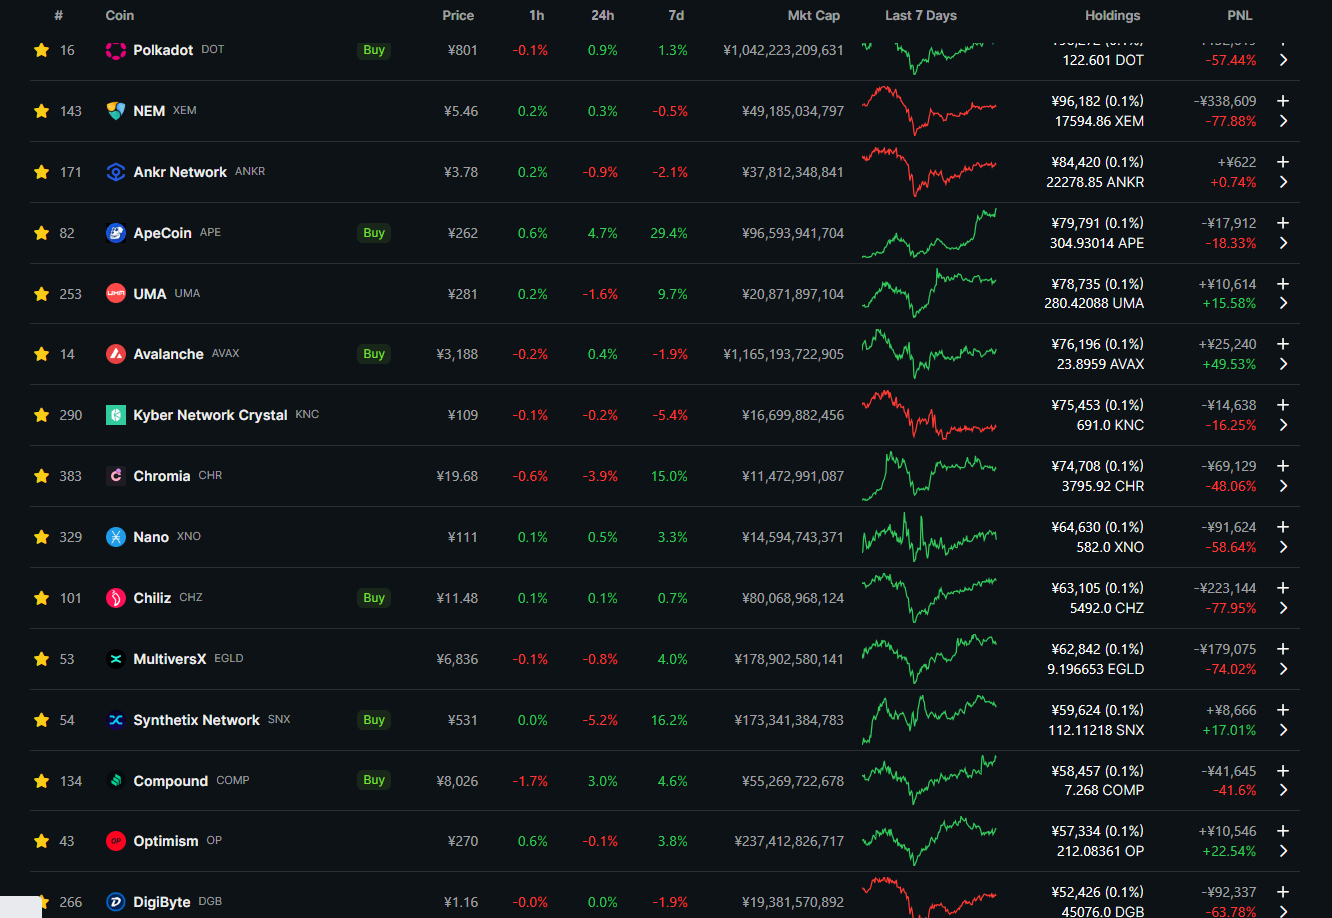 # Coin Price 1h 24h 7d Mkt Cap Last 7 Days Holdings PNL
16 Polkadot DOT Buy ¥801 -0.1% 0.9% 1.3% ¥1,042,223,209,631
122.601 DOT -57.44%
143 NEM XEM ¥5.46 0.2% 0.3% -0.5% ¥49,185,034,797 ¥96,182 (0.1%) -¥338,609
17594.86 XEM -77.88%
171 Ankr Network ANKR ¥3.78 0.2% -0.9% -2.1% ¥37,812,348,841 ¥84,420 (0.1%) +¥622
22278.85 ANKR +0.74%
82 ApeCoin APE Buy ¥262 0.6% 4.7% 29.4% ¥96,593,941,704 ¥79,791 (0.1%) -¥17,912
304.93014 APE -18.33%
253 UMA UMA ¥281 0.2% -1.6% 9.7% ¥20,871,897,104 ¥78,735 (0.1%) +¥10,614
280.42088 UMA +15.58%
14 Avalanche AVAX Buy ¥3,188 -0.2% 0.4% -1.9% ¥1,165,193,722,905 ¥76,196 (0.1%) +¥25,240
23.8959 AVAX +49.53%
290 Kyber Network Crystal KNC ¥109 -0.1% -0.2% -5.4% ¥16,699,882,456 ¥75,453 (0.1%) -¥14,638
691.0 KNC -16.25%
383 Chromia CHR ¥19.68 -0.6% -3.9% 15.0% ¥11,472,991,087 ¥74,708 (0.1%) -¥69,129
3795.92 CHR -48.06%
329 Nano XNO ¥111 0.1% 0.5% 3.3% ¥14,594,743,371 ¥64,630 (0.1%) -¥91,624
582.0 XNO -58.64%
101 Chiliz CHZ Buy ¥11.48 0.1% 0.1% 0.7% ¥80,068,968,124 ¥63,105 (0.1%) -¥223,144
5492.0 CHZ -77.95%
53 MultiversX EGLD ¥6,836 -0.1% -0.8% 4.0% ¥178,902,580,141 ¥62,842 (0.1%) -¥179,075
9.196653 EGLD -74.02%
54 Synthetix Network SNX Buy ¥531 0.0% -5.2% 16.2% ¥173,341,384,783 ¥59,624 (0.1%) +¥8,666
112.11218 SNX +17.01%
134 Compound COMP Buy ¥8,026 -1.7% 3.0% 4.6% ¥55,269,722,678 ¥58,457 (0.1%) -¥41,645
7.268 COMP -41.6%
43 Optimism OP ¥270 0.6% -0.1% 3.8% ¥237,412,826,717 ¥57,334 (0.1%) +¥10,546
212.08361 OP +22.54%
266 DigiByte DGB ¥1.16 -0.0% 0.0% -1.9% ¥19,381,570,892 ¥52,426 (0.1%) -¥92,337
45076.0 DGB -63.78%